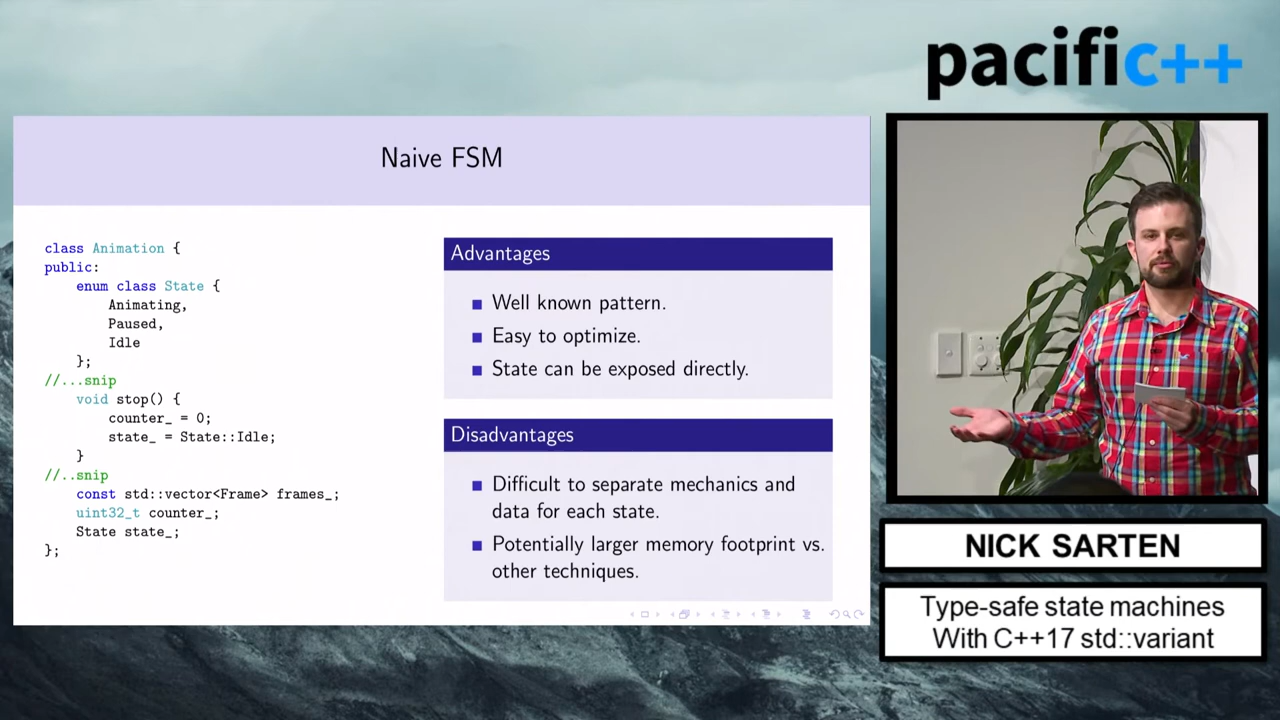 pacific++
Naive FSM
class Animation {
public:
    enum class State {
        Animating,
        Paused,
        Idle
    };
//...snip
    void stop() {
        counter_ = 0;
        state_ = State::Idle;
    }
//..snip
    const std::vector<Frame> frames_;
    uint32_t counter_;
    State state_;
};
Advantages
Well known pattern.
Easy to optimize.
State can be exposed directly.
Disadvantages
Difficult to separate mechanics and
data for each state.
Potentially larger memory footprint vs.
other techniques.
NICK SARTEN
Type-safe state machines
With C++17 std::variant